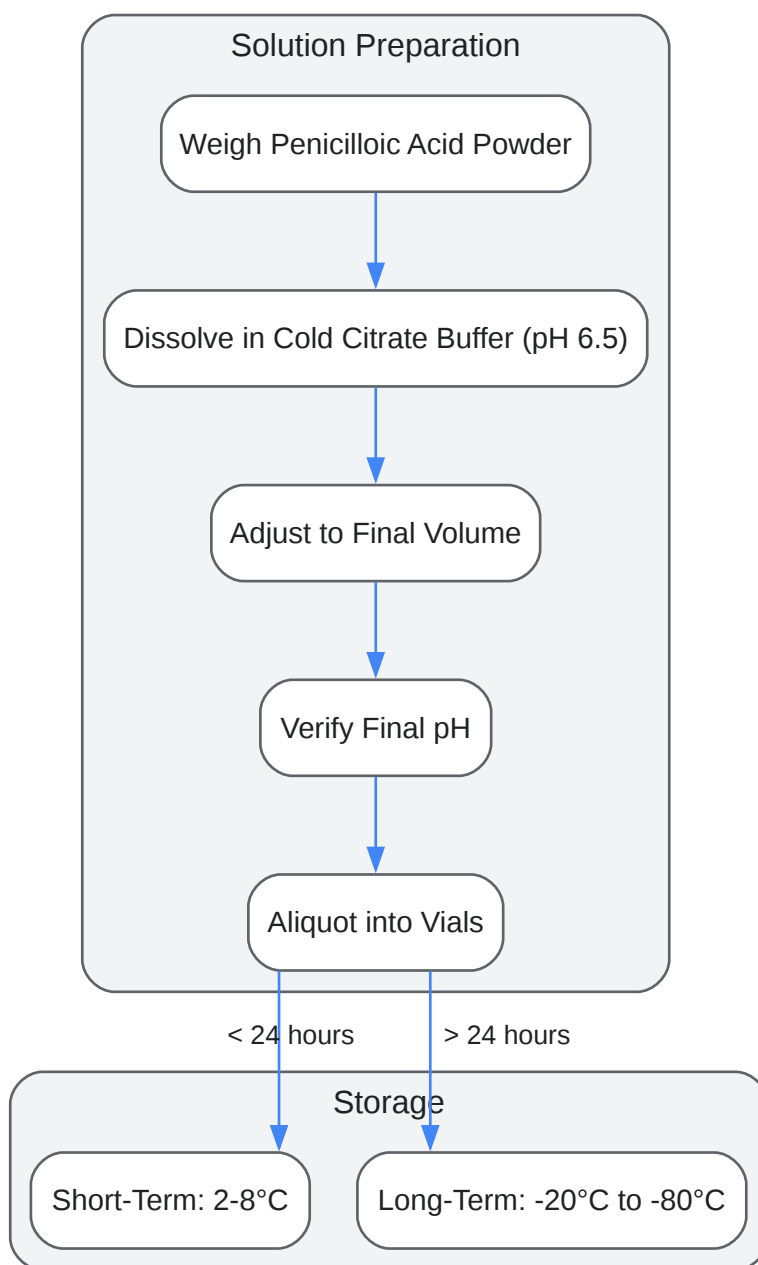 Solution Preparation
Weigh Penicilloic Acid Powder
Dissolve in Cold Citrate Buffer (pH 6.5)
Adjust to Final Volume
Verify Final pH
Aliquot into Vials
< 24 hours
> 24 hours
Storage
Short-Term: 2-8°C
Long-Term: -20°C to -80°C